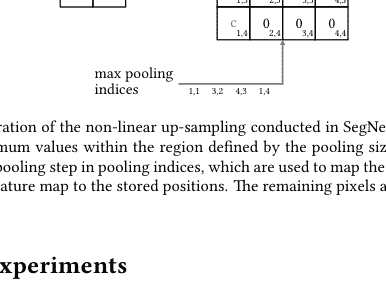 c 0 0 0
1,4 2,4 3,4 4,4
max pooling
indices
1,1 3,2 4,3 1,4
ration of the non-linear up-sampling conducted in SegNe
mum values within the region defined by the pooling siz
pooling step in pooling indices, which are used to map the
ature map to the stored positions. The remaining pixels a
xperiments